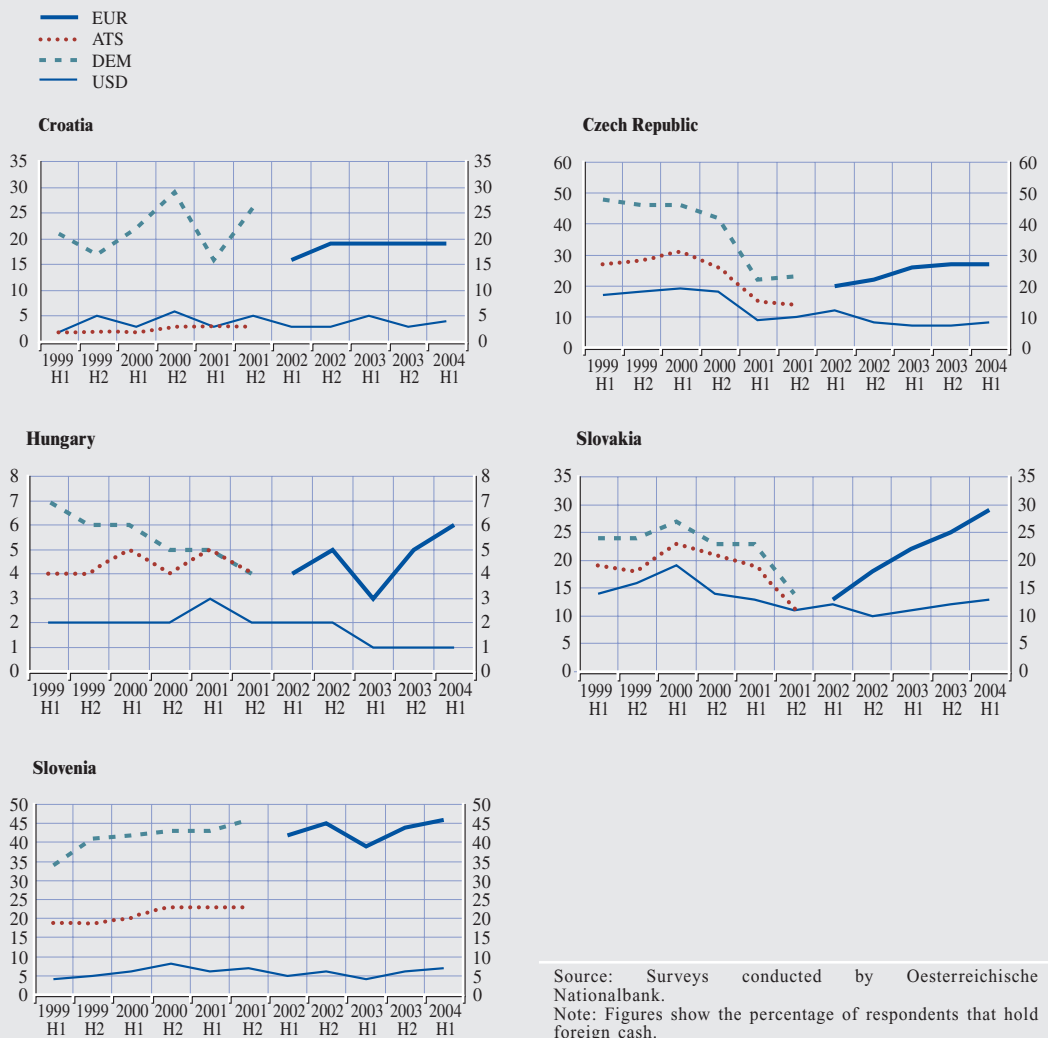 EUR
ATS
DEM
USD
Croatia
35 35
30 30
25 25
20 20
15 15
10 10
5 5
0 0
1999 1999 2000 2000 2001 2001 2002 2002 2003 2003 2004
H1 H2 H1 H2 H1 H2 H1 H2 H1 H2 H1
Czech Republic
60 60
50 50
40 40
30 30
20 20
10 10
0 0
1999 1999 2000 2000 2001 2001 2002 2002 2003 2003 2004
H1 H2 H1 H2 H1 H2 H1 H2 H1 H2 H1
Hungary
8 8
7 7
6 6
5 5
4 4
3 3
2 2
1 1
0 0
1999 1999 2000 2000 2001 2001 2002 2002 2003 2003 2004
H1 H2 H1 H2 H1 H2 H1 H2 H1 H2 H1
Slovakia
35 35
30 30
25 25
20 20
15 15
10 10
5 5
0 0
1999 1999 2000 2000 2001 2001 2002 2002 2003 2003 2004
H1 H2 H1 H2 H1 H2 H1 H2 H1 H2 H1
Slovenia
50 50
45 45
40 40
35 35
30 30
25 25
20 20
15 15
10 10
5 5
0 0
1999 1999 2000 2000 2001 2001 2002 2002 2003 2003 2004
H1 H2 H1 H2 H1 H2 H1 H2 H1 H2 H1
Source: Surveys conducted by Oesterreichische
Nationalbank.
Note: Figures show the percentage of respondents that hold
foreign cash.